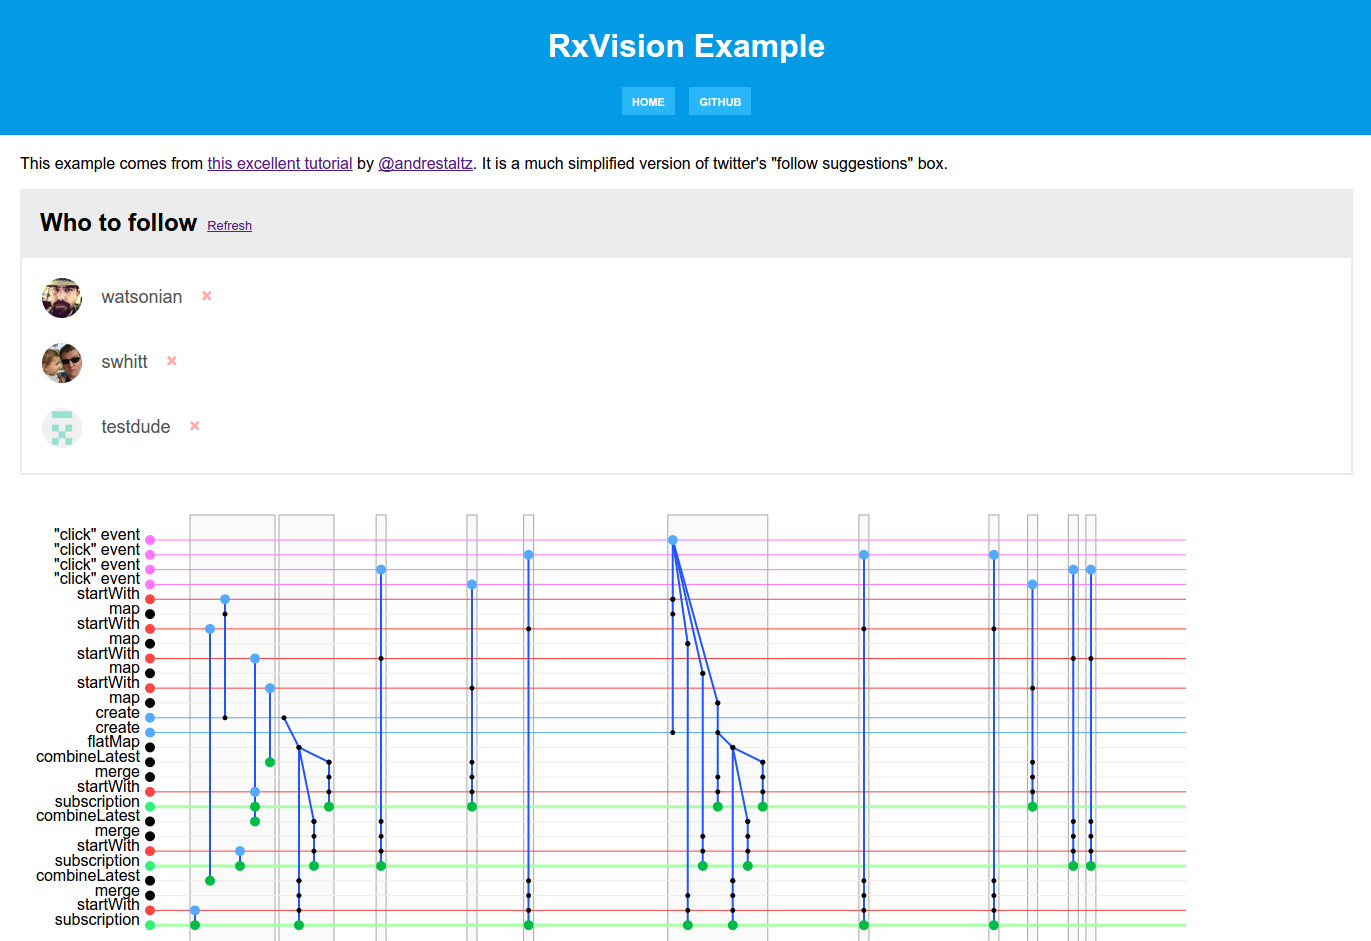 RxVision Example
HOME GITHUB
This example comes from this excellent tutorial by @andrestaltz. It is a much simplified version of twitter's "follow suggestions" box.
Who to follow Refresh
watsonian ×
swhitt ×
testdude ×
"click" event
"click" event
"click" event
"click" event
startWith
map
startWith
map
startWith
map
startWith
map
create
create
flatMap
combineLatest
merge
startWith
subscription
combineLatest
merge
startWith
subscription
combineLatest
merge
startWith
subscription